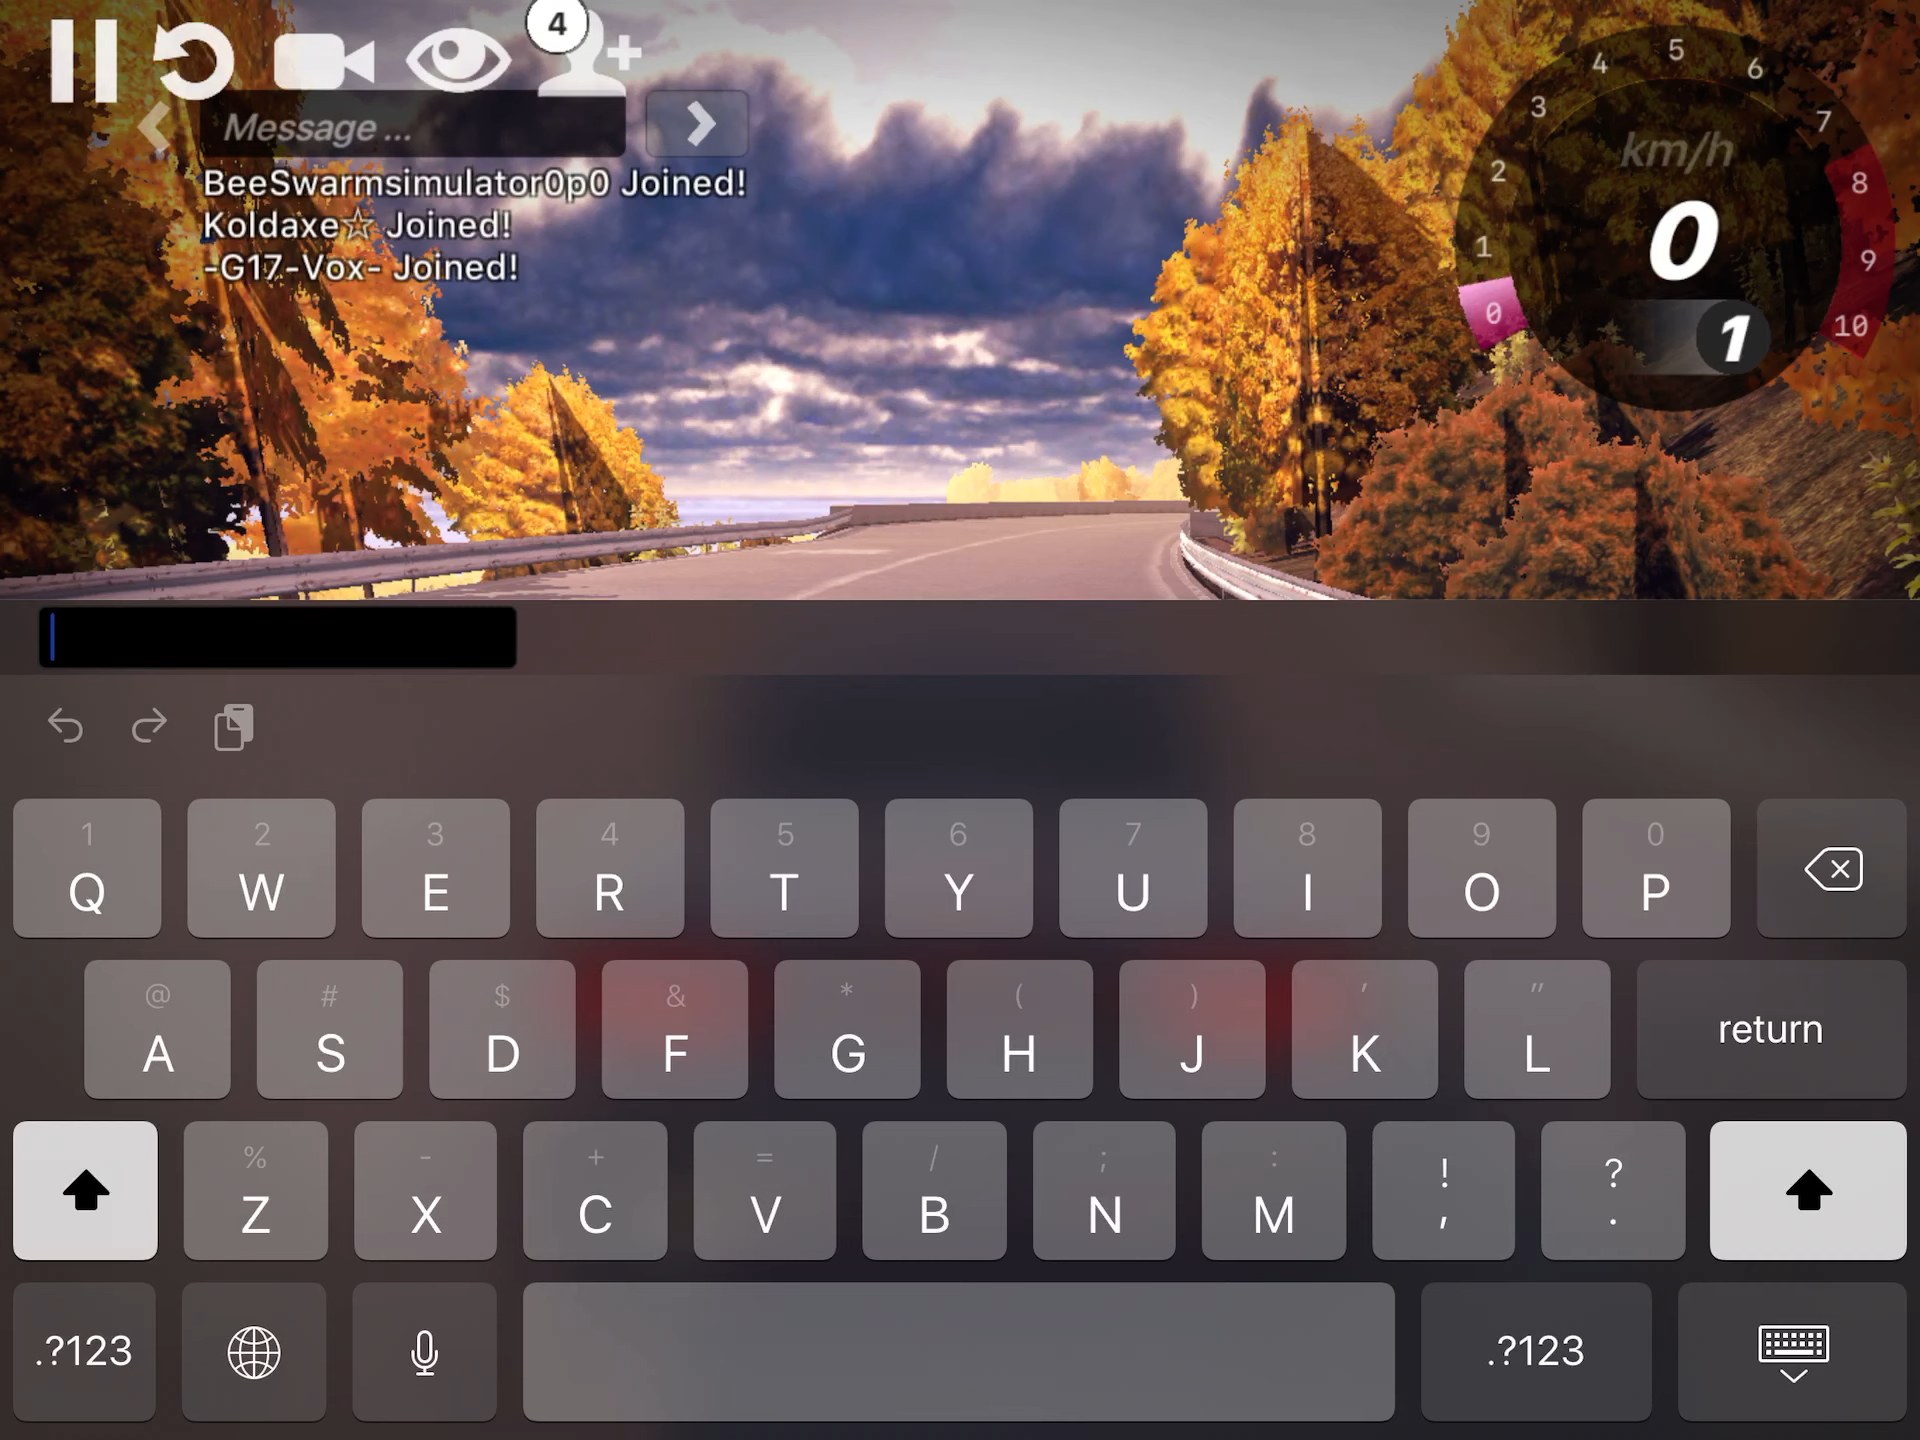 4
Message ...
BeeSwarmsimulator0p0 Joined!
Koldaxe☆ Joined!
-G17-Vox- Joined!
0 1 2 3 4 5 6 7 8 9 10
km/h
0
1
1 2 3 4 5 6 7 8 9 0
Q W E R T Y U I O P
@ # $ & * ( ) ' "
A S D F G H J K L return
% - + = / ; : ! ?
Z X C V B N M , .
.?123 .?123